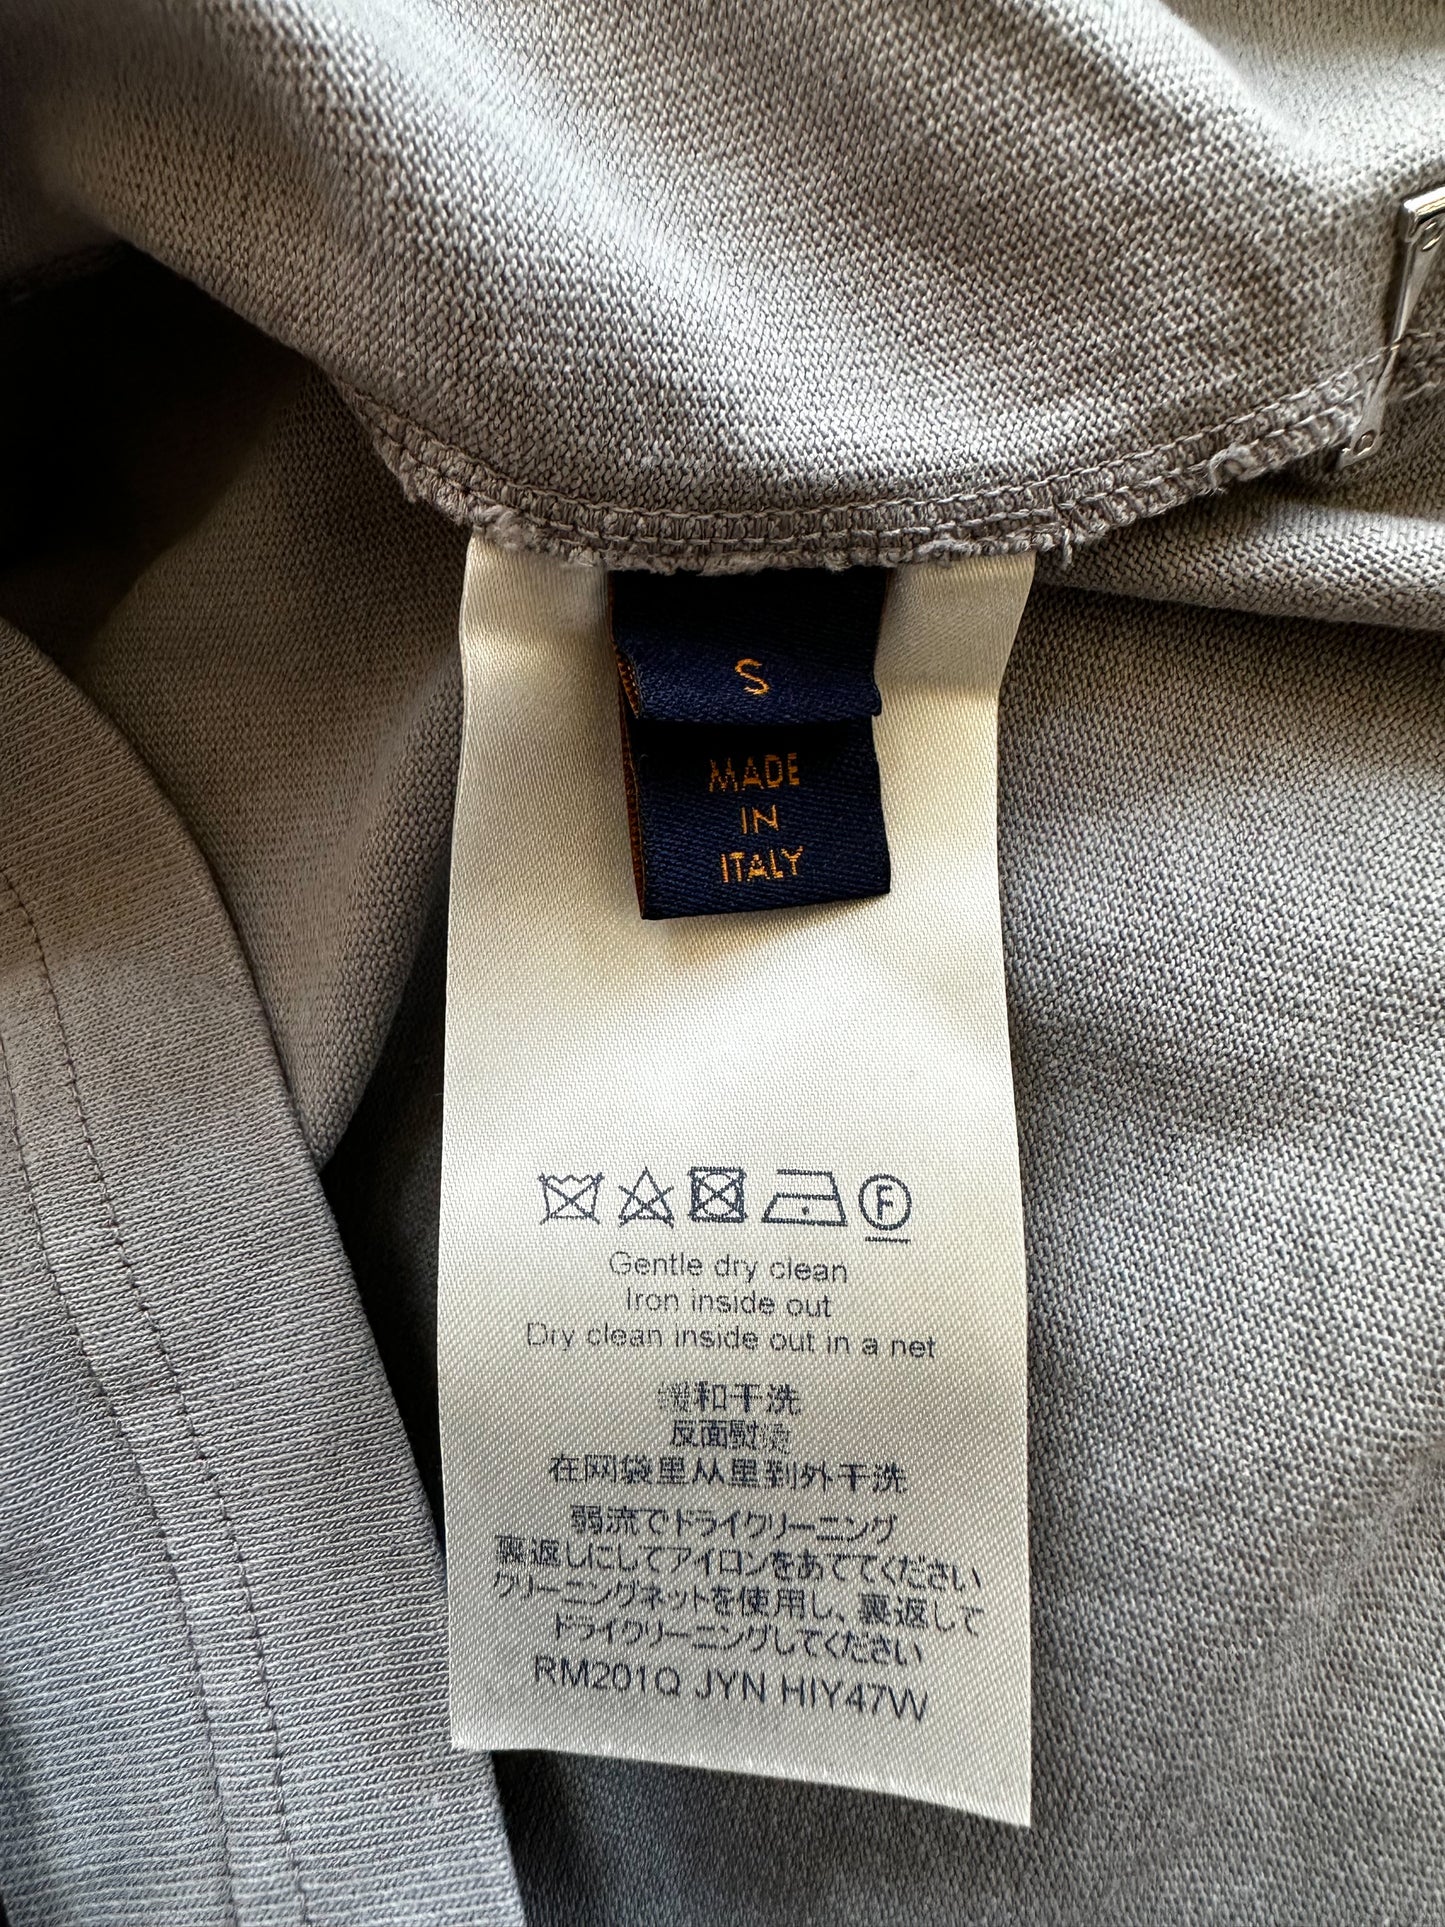 S
MADE
IN
ITALY
F
Gentle dry clean
Iron inside out
Dry clean inside out in a net
缓和干洗
反面熨烫
在网袋里从里到外干洗
弱流でドライクリーニング
裏返しにしてアイロンをあててください
クリーニングネットを使用し、裏返して
ドライクリーニングしてください
RM201Q JYN HIY47W